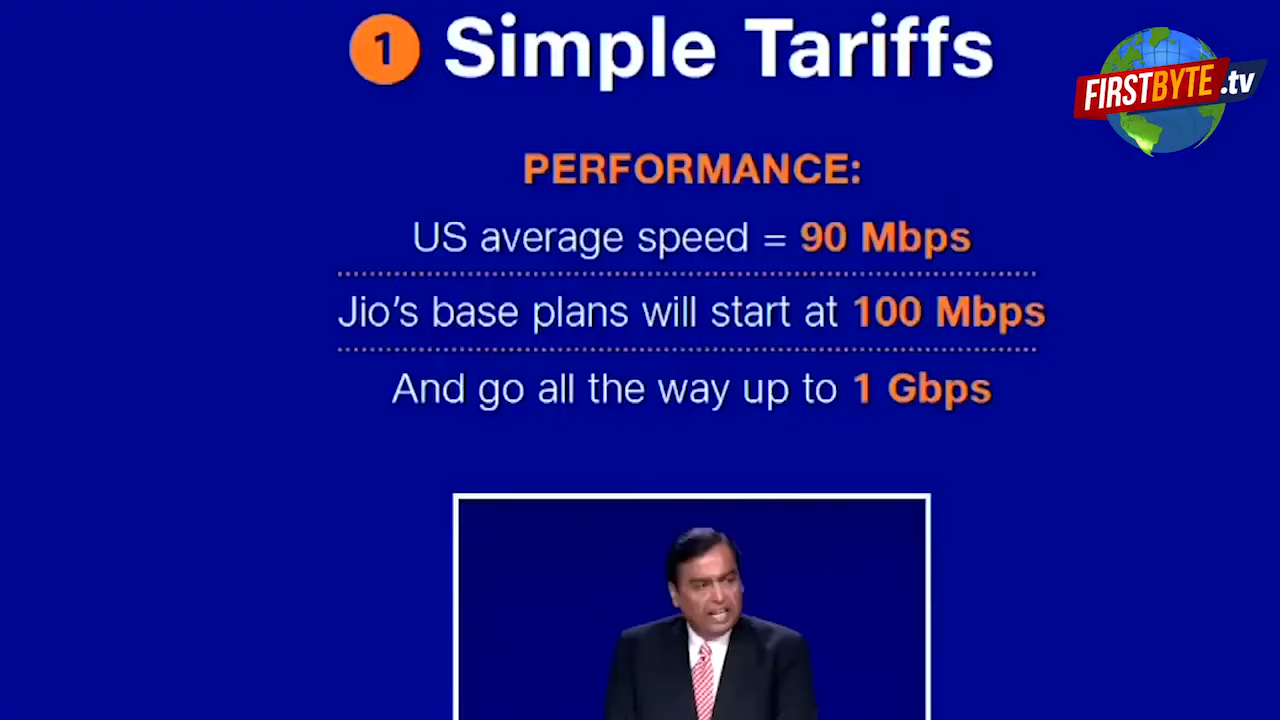 1 Simple Tariffs
FIRSTBYTE.tv
PERFORMANCE:
US average speed = 90 Mbps
Jio’s base plans will start at 100 Mbps
And go all the way up to 1 Gbps